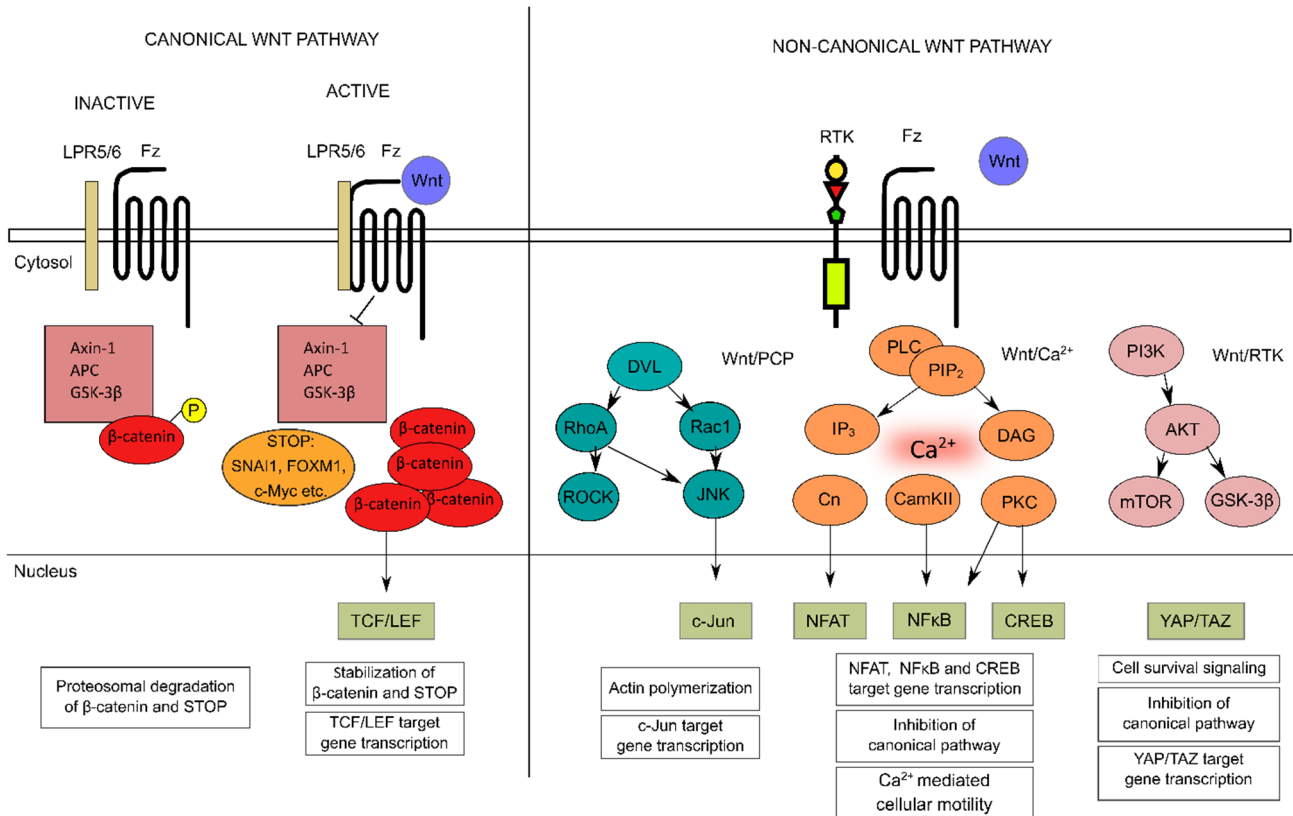 CANONICAL WNT PATHWAY
INACTIVE
ACTIVE
LPR5/6
Fz
LPR5/6
Fz
Wnt
Cytosol
Axin-1
APC
GSK-3β
β-catenin
P
Axin-1
APC
GSK-3β
STOP:
SNAI1, FOXM1,
c-Myc etc.
β-catenin
β-catenin
β-catenin
β-catenin
Nucleus
TCF/LEF
Proteosomal degradation
of β-catenin and STOP
Stabilization of
β-catenin and STOP
TCF/LEF target
gene transcription
NON-CANONICAL WNT PATHWAY
RTK
Fz
Wnt
Wnt/PCP
DVL
RhoA
Rac1
ROCK
JNK
c-Jun
Actin polymerization
c-Jun target
gene transcription
Wnt/Ca²⁺
PLC
PIP₂
IP₃
Ca²⁺
DAG
Cn
CamKII
PKC
NFAT
NFκB
CREB
NFAT, NFκB and CREB
target gene transcription
Inhibition of
canonical pathway
Ca²⁺ mediated
cellular motility
Wnt/RTK
PI3K
AKT
mTOR
GSK-3β
YAP/TAZ
Cell survival signaling
Inhibition of
canonical pathway
YAP/TAZ target
gene transcription